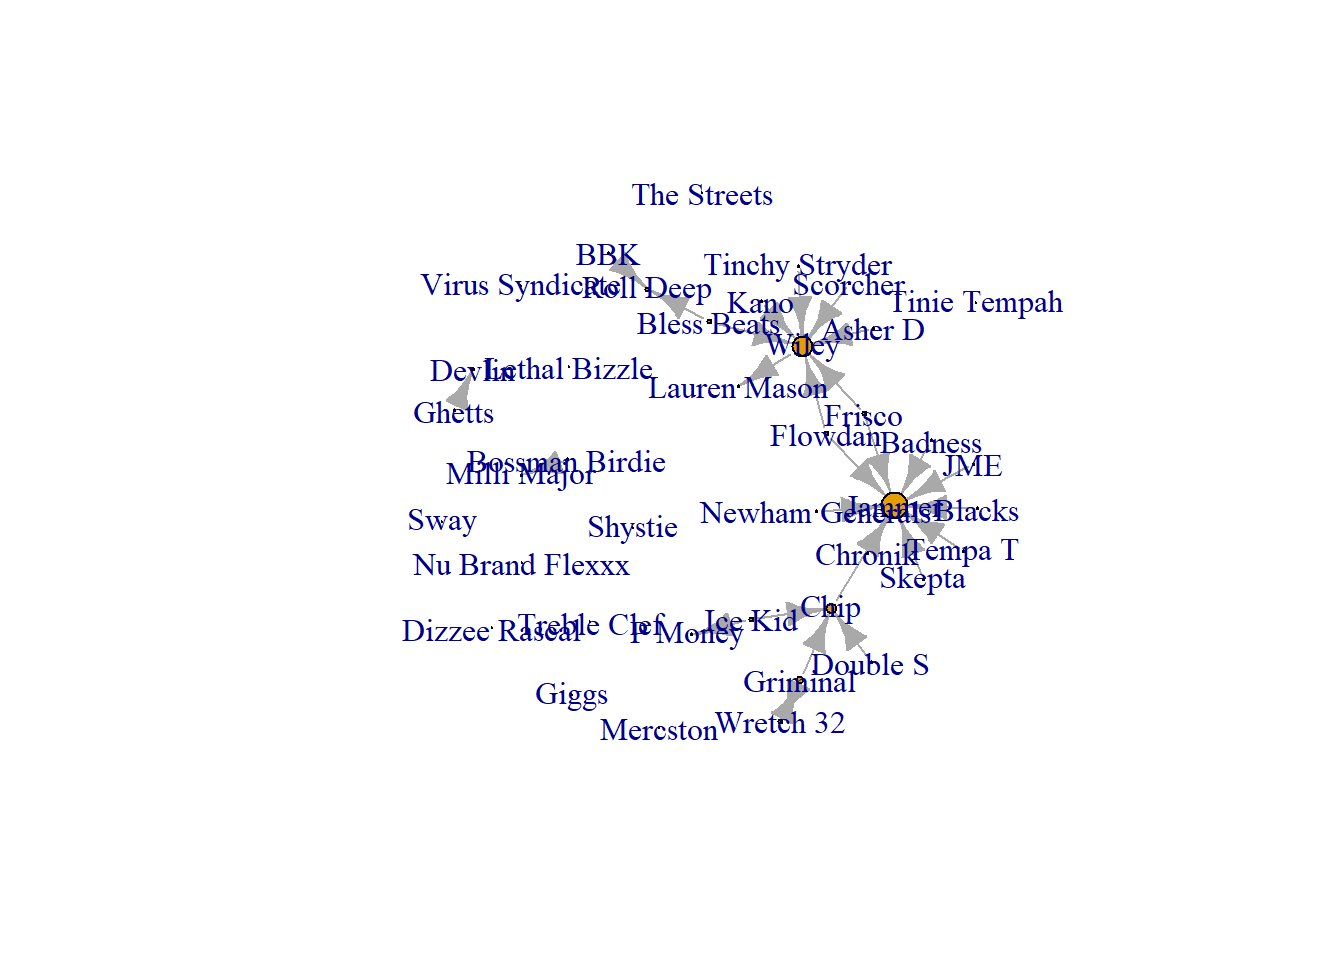 The Streets
BBK
Tinchy Stryder
Virus Syndicate
Roll Deep
Scorcher
Kano
Tinie Tempah
Bless Beats
Asher D
Wiley
Devlin
Lethal Bizzle
Lauren Mason
Ghetts
Frisco
Flowdan
Badness
Bossman Birdie
JME
Milli Major
Newham Generals
Jammer
Blacks
Sway
Shystie
Chronik
Tempa T
Nu Brand Flexxx
Skepta
Chip
Ice Kid
Dizzee Rascal
Treble Clef
P Money
Double S
Griminal
Giggs
Mercston
Wretch 32